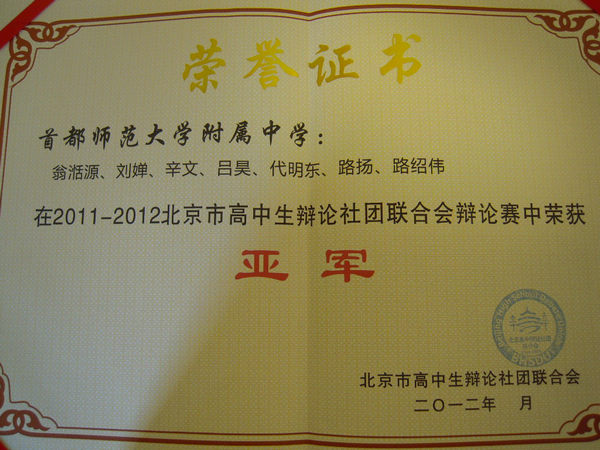 荣誉证书
首都师范大学附属中学：
翁湉源、刘婵、辛文、吕昊、代明东、路扬、路绍伟
在2011-2012北京市高中生辩论社团联合会辩论赛中荣获
亚军
北京市高中生辩论社团联合会
二〇一二年 月